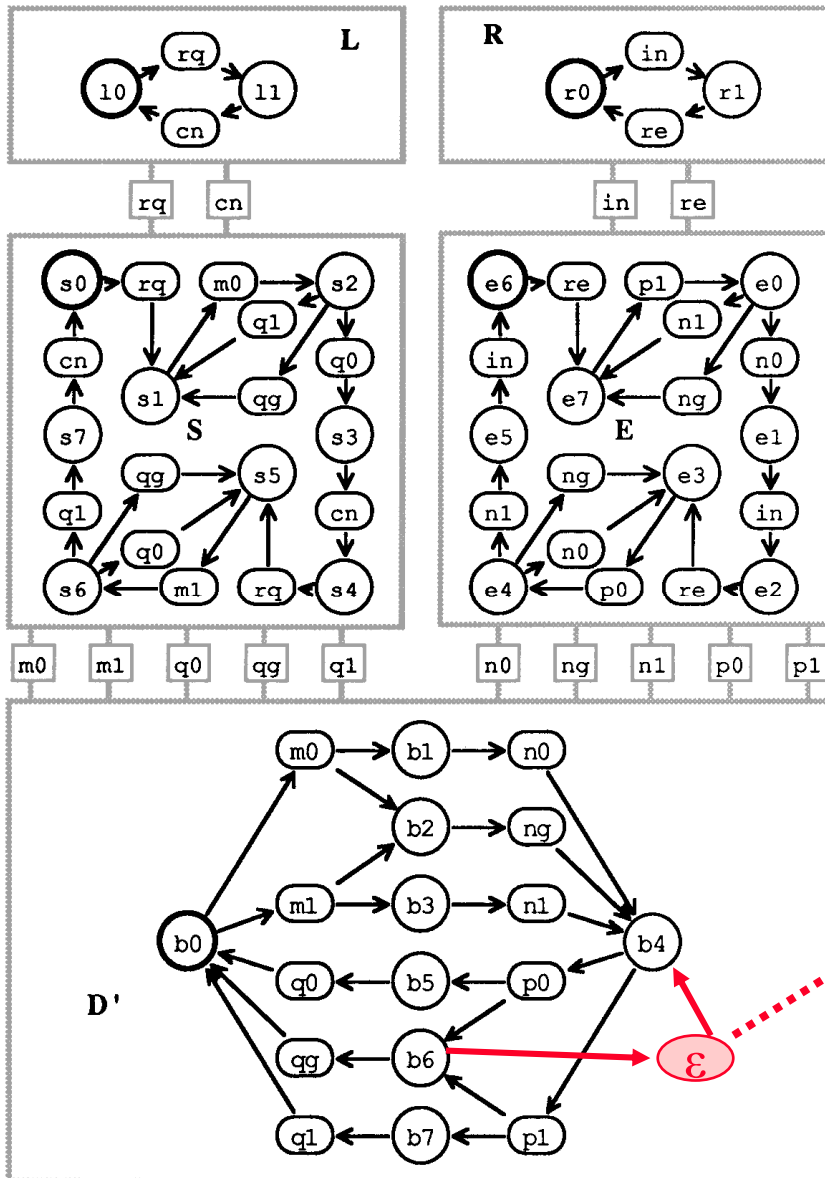 rq L
l0 l1
cn
R in
r0 r1
re
rq cn
in re
s0 rq m0 s2
q1
cn q0
s1 qg
s7 S s3
qg s5
q1 cn
q0
s6 m1 rq s4
e6 re p1 e0
n1
in n0
e7 ng
e5 E e1
ng e3
n1 in
n0
e4 p0 re e2
m0 m1 q0 qg q1
n0 ng n1 p0 p1
m0 b1 n0
b2 ng
m1 b3 n1
b0 b4
q0 b5 p0
D'
qg b6 ε
q1 b7 p1